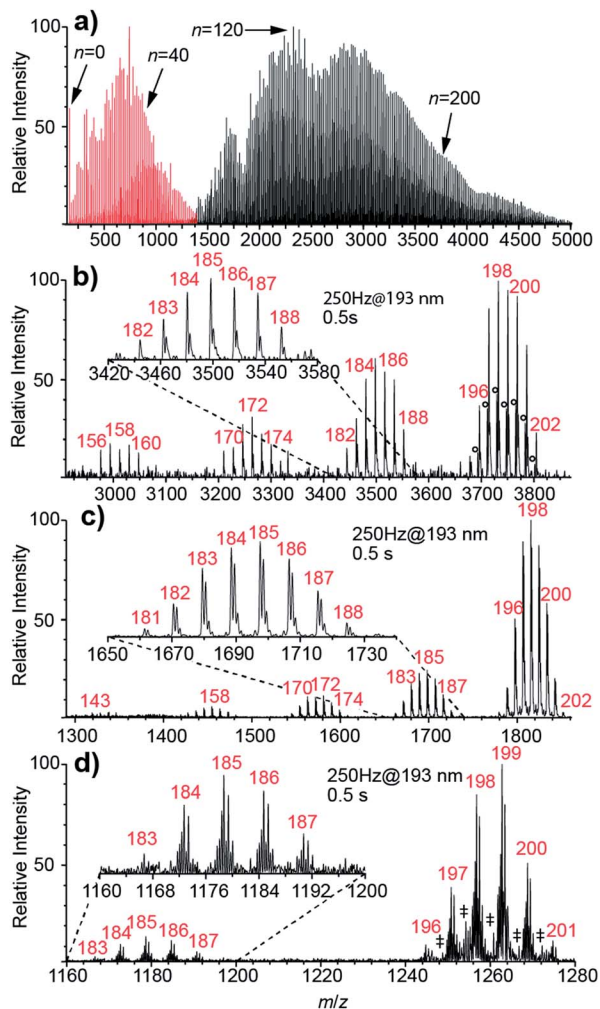 a)
n=0
n=40
n=120
n=200
100
50
Relative Intensity
500 1000 1500 2000 2500 3000 3500 4000 4500 5000
b)
250Hz@193 nm
0.5s
182 183 184 185 186 187 188
3420 3460 3500 3540 3580
100
50
Relative Intensity
156 158 160 170 172 174 182 184 186 188 196 198 200 202
3000 3100 3200 3300 3400 3500 3600 3700 3800
c)
250Hz@193 nm
0.5 s
181 182 183 184 185 186 187 188
1650 1670 1690 1710 1730
100
50
Relative Intensity
143 158 170 172 174 183 185 187 196 198 200 202
1300 1400 1500 1600 1700 1800
d)
250Hz@193 nm
0.5 s
183 184 185 186 187
1160 1168 1176 1184 1192 1200
100
50
Relative Intensity
183 184 185 186 187 196 ‡ 197 ‡ 198 ‡ 199 ‡ 200 ‡ 201
1160 1180 1200 1220 1240 1260 1280
m/z